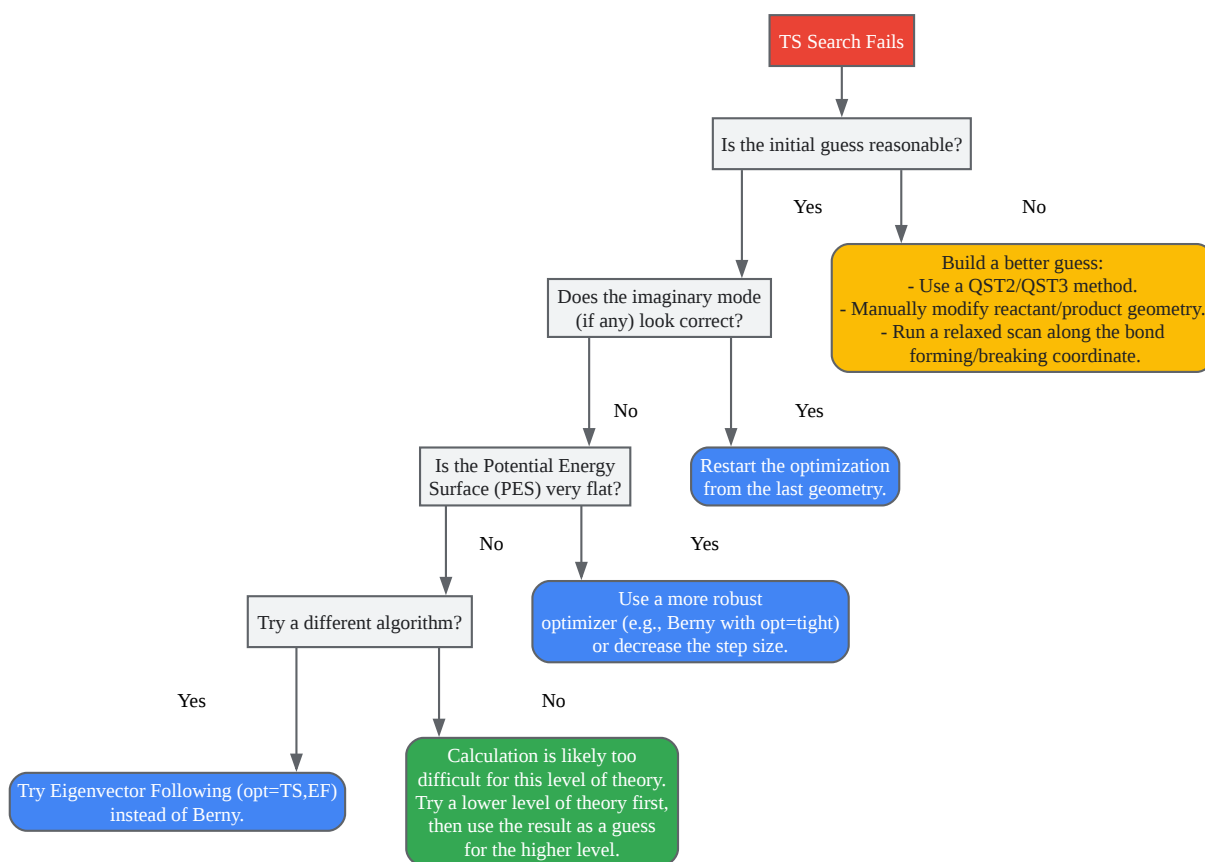 TS Search Fails
Is the initial guess reasonable?
Yes
No
Build a better guess:
- Use a QST2/QST3 method.
- Manually modify reactant/product geometry.
- Run a relaxed scan along the bond
forming/breaking coordinate.
Does the imaginary mode
(if any) look correct?
No
Yes
Is the Potential Energy
Surface (PES) very flat?
Restart the optimization
from the last geometry.
No
Yes
Try a different algorithm?
Use a more robust
optimizer (e.g., Berny with opt=tight)
or decrease the step size.
Yes
No
Try Eigenvector Following (opt=TS,EF)
instead of Berny.
Calculation is likely too
difficult for this level of theory.
Try a lower level of theory first,
then use the result as a guess
for the higher level.